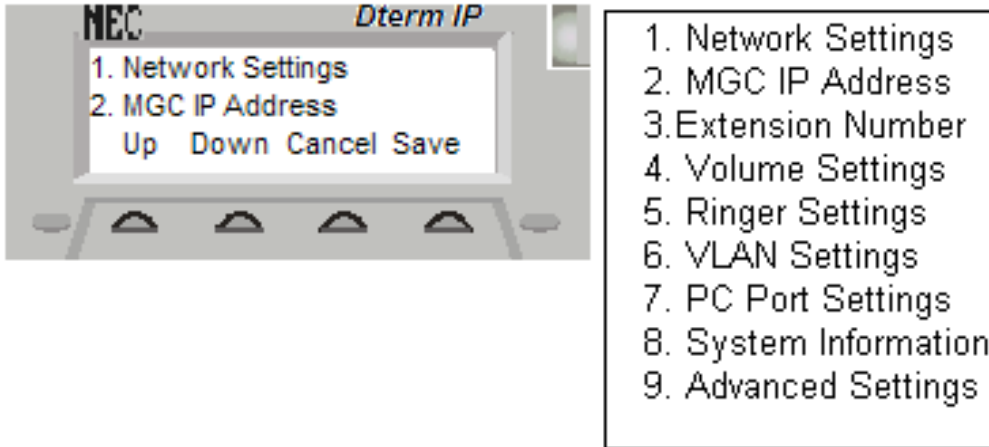 NEC Dterm IP
1. Network Settings
2. MGC IP Address
Up Down Cancel Save
1. Network Settings
2. MGC IP Address
3.Extension Number
4. Volume Settings
5. Ringer Settings
6. VLAN Settings
7. PC Port Settings
8. System Information
9. Advanced Settings